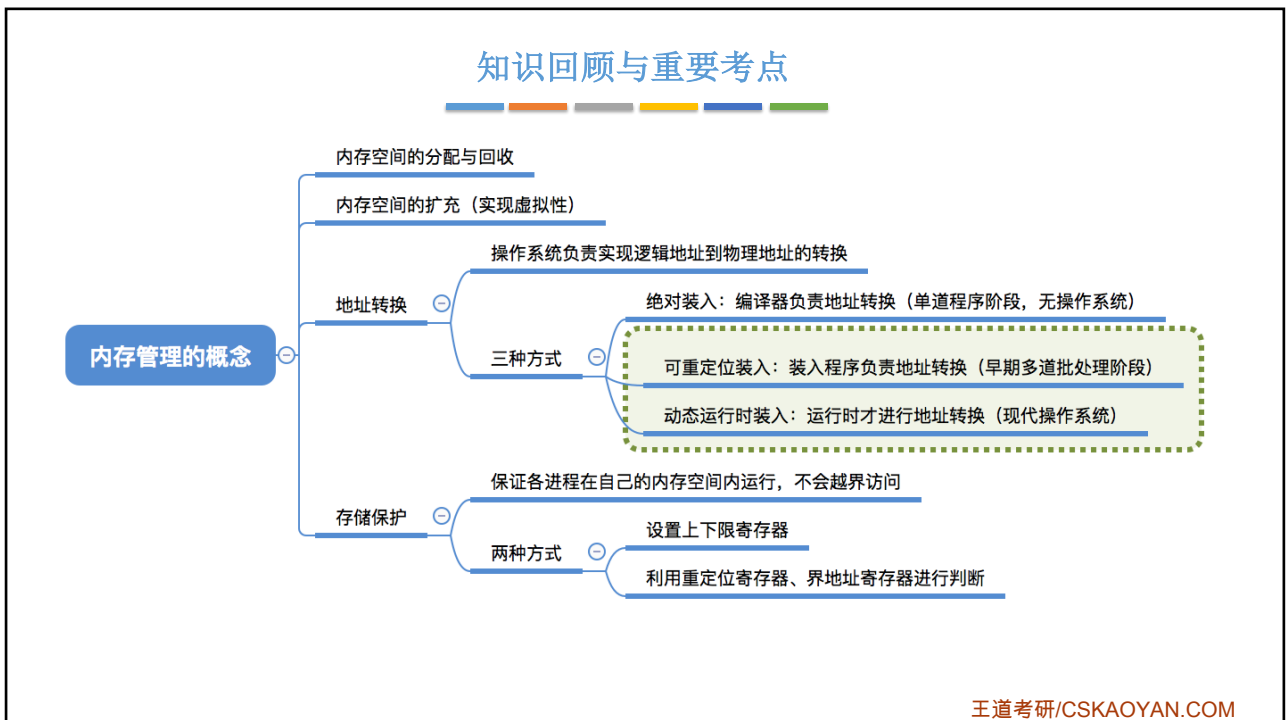 知识回顾与重要考点
内存空间的分配与回收
内存空间的扩充（实现虚拟性）
操作系统负责实现逻辑地址到物理地址的转换
地址转换
绝对装入：编译器负责地址转换（单道程序阶段，无操作系统）
三种方式
可重定位装入：装入程序负责地址转换（早期多道批处理阶段）
动态运行时装入：运行时才进行地址转换（现代操作系统）
内存管理的概念
保证各进程在自己的内存空间内运行，不会越界访问
存储保护
设置上下限寄存器
两种方式
利用重定位寄存器、界地址寄存器进行判断
王道考研/CSKAOYAN.COM